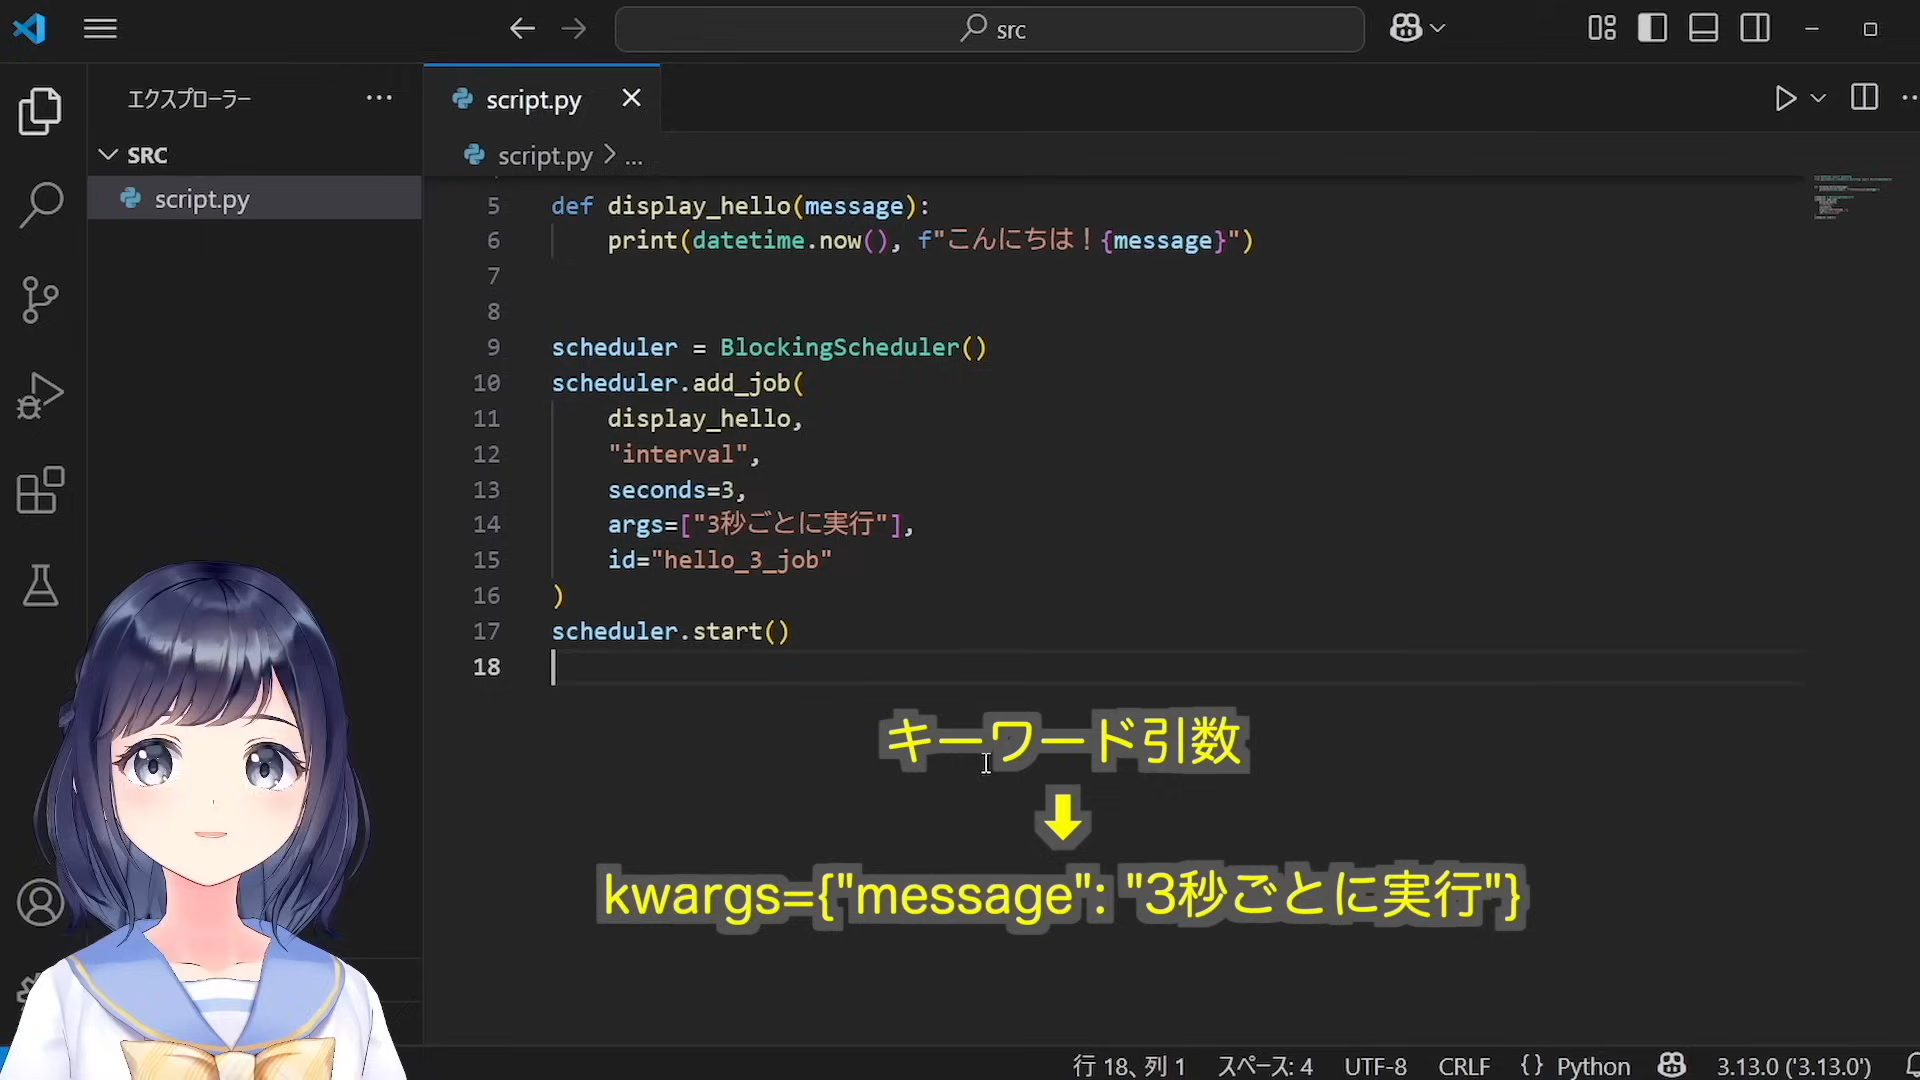 src
エクスプローラー
SRC
script.py
script.py
script.py > ...
5 def display_hello(message):
6 print(datetime.now(), f"こんにちは！{message}")
7
8
9 scheduler = BlockingScheduler()
10 scheduler.add_job(
11 display_hello,
12 "interval",
13 seconds=3,
14 args=["3秒ごとに実行"],
15 id="hello_3_job"
16 )
17 scheduler.start()
18
キーワード引数
kwargs={"message": "3秒ごとに実行"}
行 18、列 1 スペース: 4 UTF-8 CRLF {} Python 3.13.0 ('3.13.0')